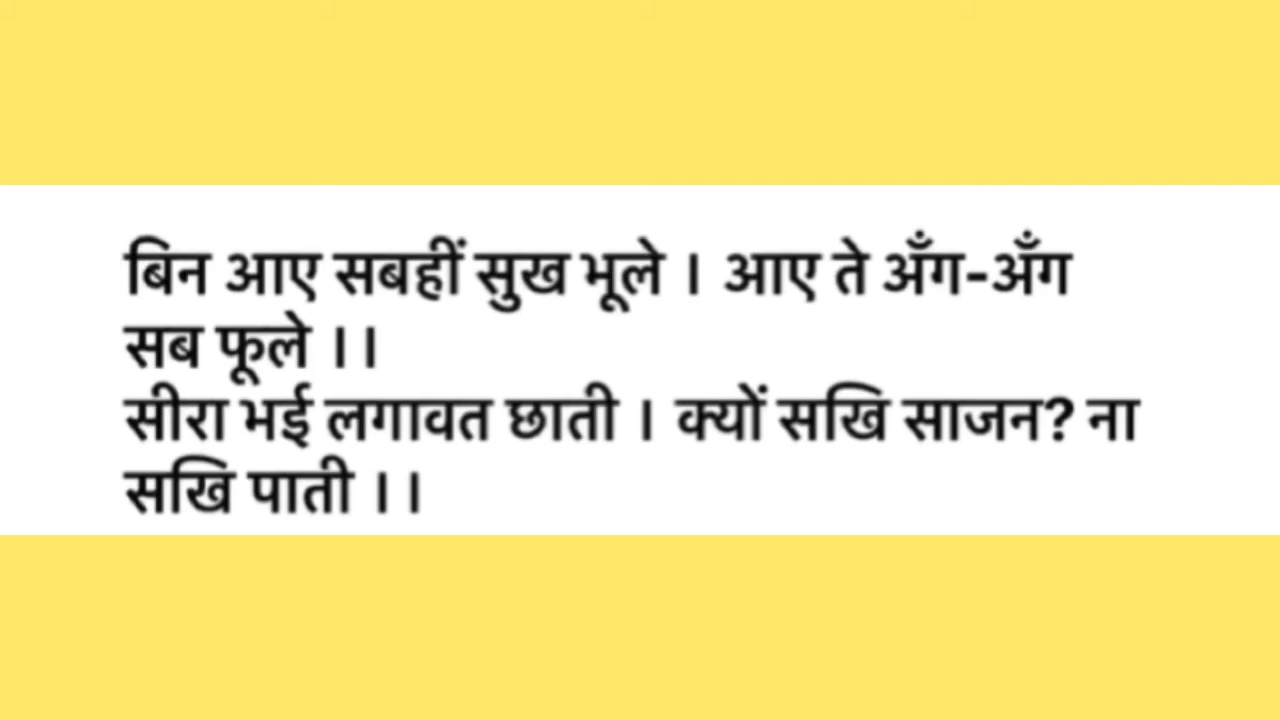 बिन आए सबहीं सुख भूले । आए ते अँग-अँग
सब फूले ।।
सीरा भई लगावत छाती । क्यों सखि साजन? ना
सखि पाती ।।